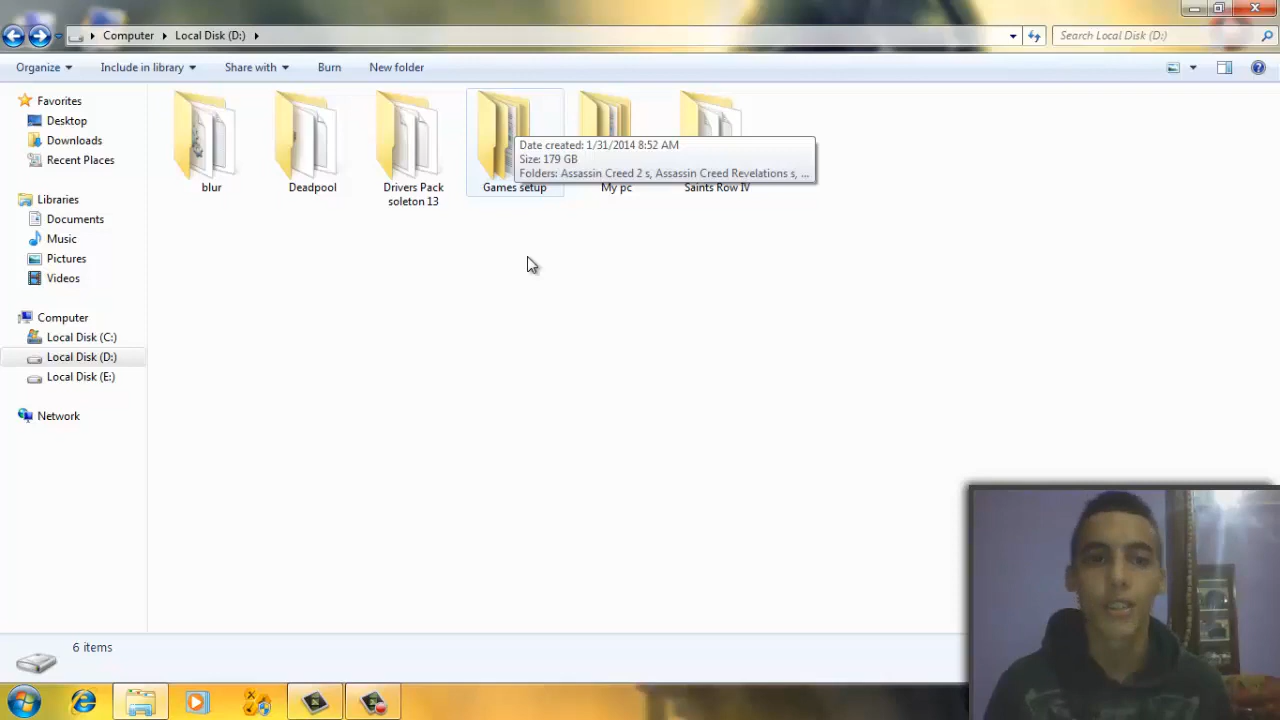 Computer
Local Disk (D:)
Search Local Disk (D:)
Organize
Include in library
Share with
Burn
New folder
Favorites
Desktop
Downloads
Recent Places
Libraries
Documents
Music
Pictures
Videos
Computer
Local Disk (C:)
Local Disk (D:)
Local Disk (E:)
Network
blur
Deadpool
Drivers Pack
soleton 13
Games setup
My pc
Saints Row IV
Date created: 1/31/2014 8:52 AM
Size: 179 GB
Folders: Assassin Creed 2 s, Assassin Creed Revelations s, ...
6 items